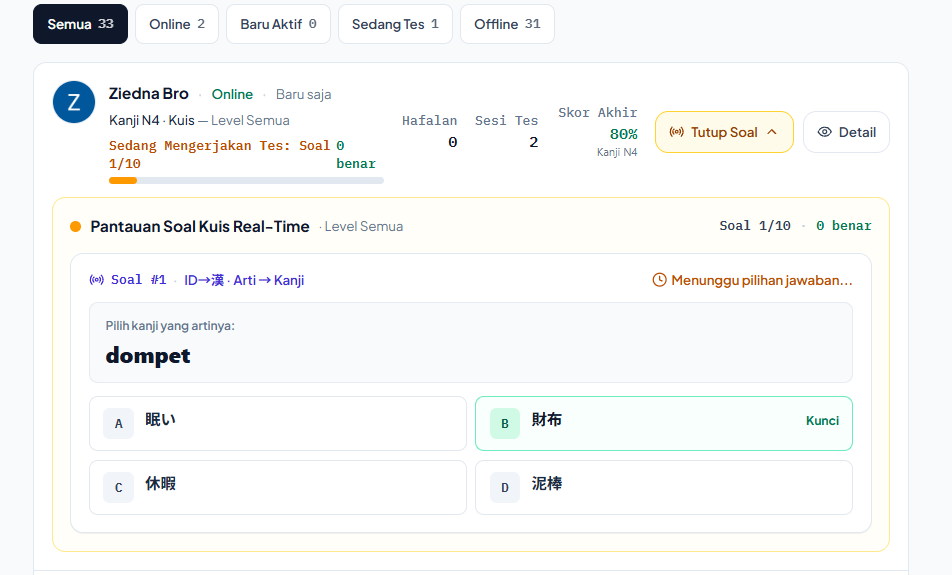 Semua 33 Online 2 Baru Aktif 0 Sedang Tes 1 Offline 31
Z
Ziedna Bro · Online · Baru saja
Kanji N4 · Kuis — Level Semua
Sedang Mengerjakan Tes: Soal 1/10
0 benar
Hafalan
0
Sesi Tes
2
Skor Akhir
80%
Kanji N4
Tutup Soal
Detail
Pantauan Soal Kuis Real-Time · Level Semua
Soal 1/10 · 0 benar
Soal #1 · ID→漢 · Arti → Kanji
Menunggu pilihan jawaban...
Pilih kanji yang artinya:
dompet
A 眠い
B 財布 Kunci
C 休暇
D 泥棒